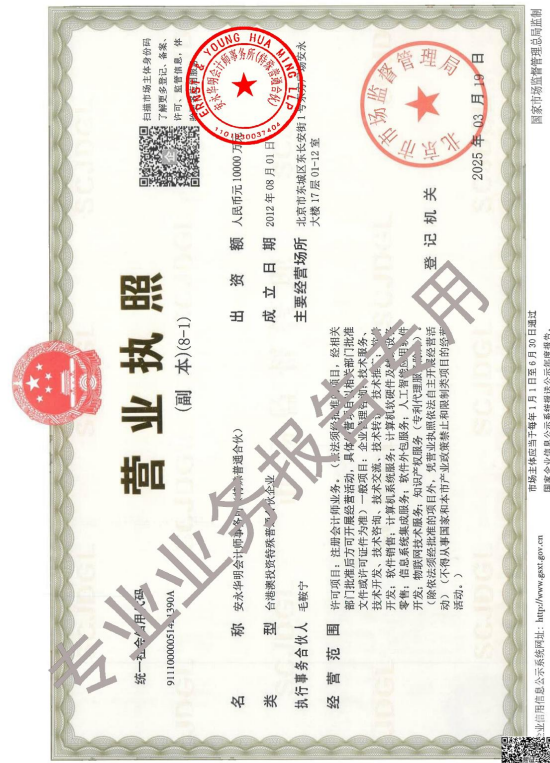 营业执照
(副 本)(8-1)
统一社会信用代码
扫描市场主体身份码
了解更多登记、备案、
许可、监管信息，体
名 称
安永华明会计师事务所(特殊普通合伙)
类 型
台港澳投资特殊普通合伙企业
执行事务合伙人
毛鞍宁
经 营 范 围
许可项目：注册会计师业务。（依法须经批准的项目，经相关
部门批准后方可开展经营活动，具体经营项目以相关部门批准
文件或许可证件为准）一般项目：企业管理咨询；技术服务、
技术开发、技术咨询、技术交流、技术转让、技术推广；软件
开发；软件销售；计算机系统服务；计算机软硬件及辅助设备
零售；信息系统集成服务；软件外包服务；人工智能应用软件
开发；物联网技术服务；知识产权服务（专利代理服务除外）。
（除依法须经批准的项目外，凭营业执照依法自主开展经营活
动）（不得从事国家和本市产业政策禁止和限制类项目的经营
活动。）
出 资 额
人民币元 10000 万
成 立 日 期
2012 年 08 月 01 日
主要经营场所
北京市东城区东长安街 1 号东方广场安永
大楼 17 层 01-12 室
ERNST & YOUNG HUA MING LLP
安永华明会计师事务所(特殊普通合伙)
登 记 机 关
北京市市场监督管理局
2025 年 03 月 19 日
专业业务报告专用
企业信用信息公示系统网址：http://www.gsxt.gov.cn
市场主体应当于每年 1 月 1 日至 6 月 30 日通过
国家企业信用信息公示系统报送公示年度报告。
国家市场监督管理总局监制